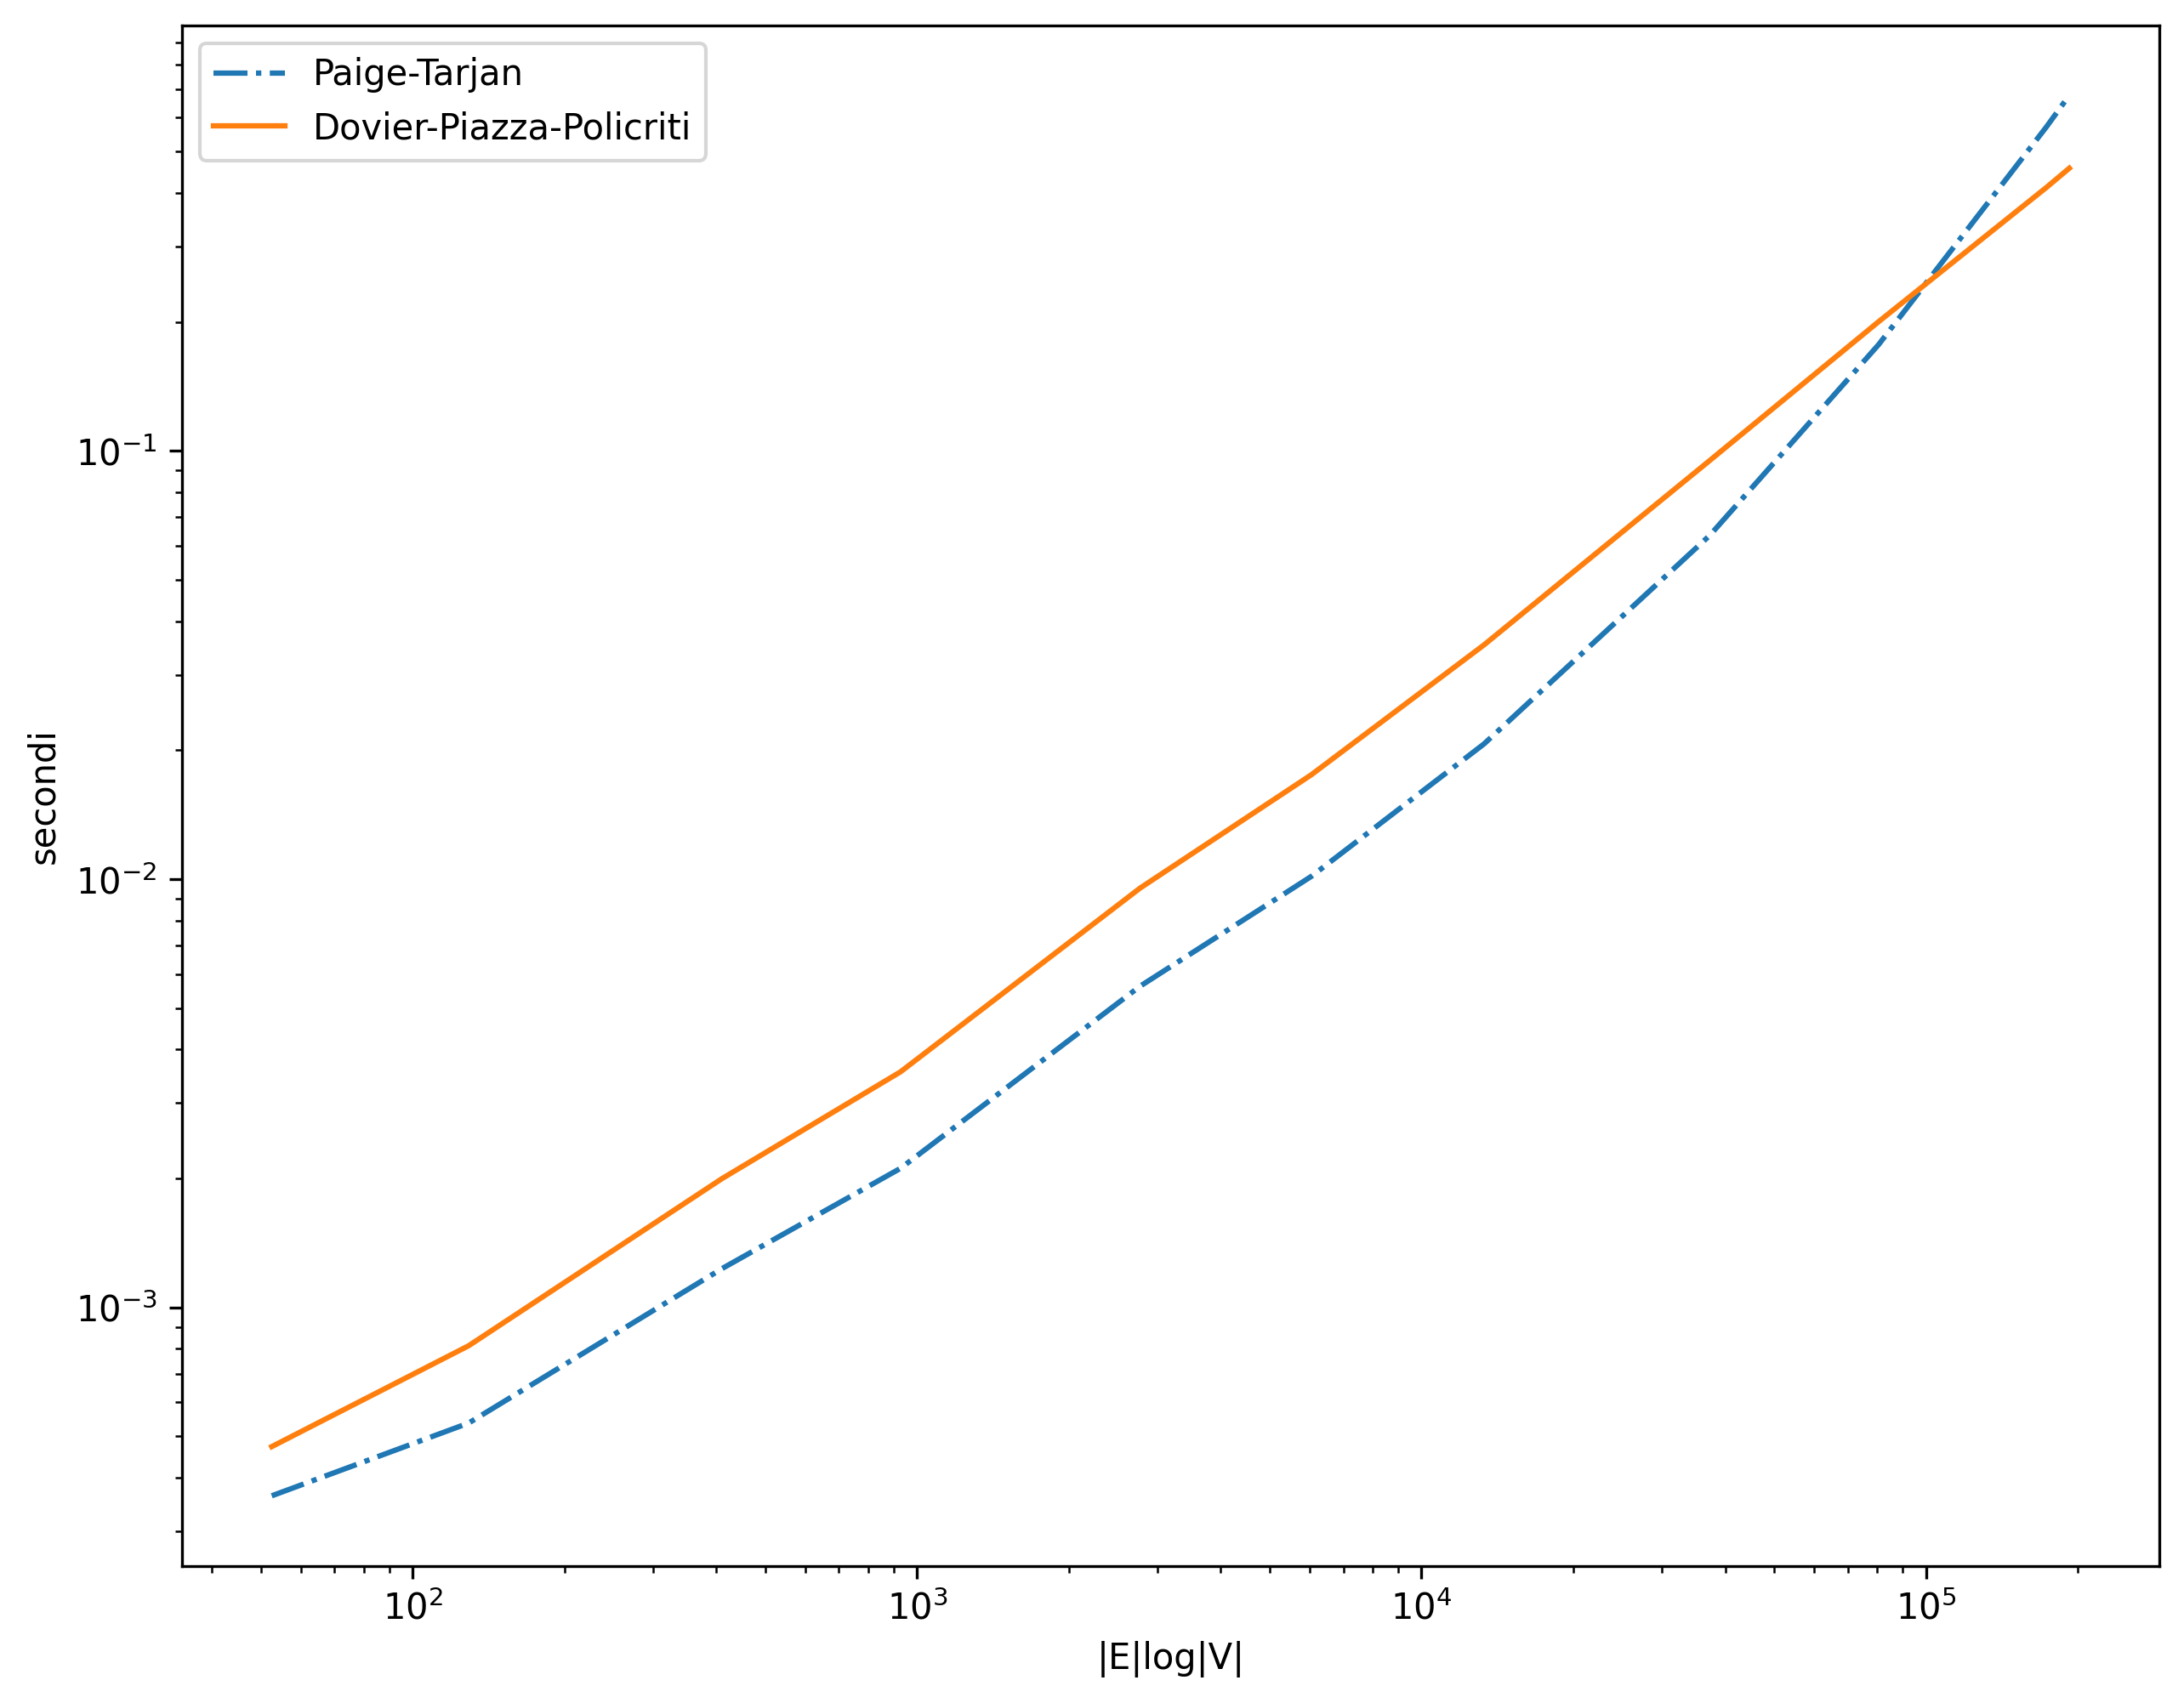 Paige-Tarjan
Dovier-Piazza-Policriti
10⁻¹
10⁻²
10⁻³
secondi
10² 10³ 10⁴ 10⁵
|E|log|V|